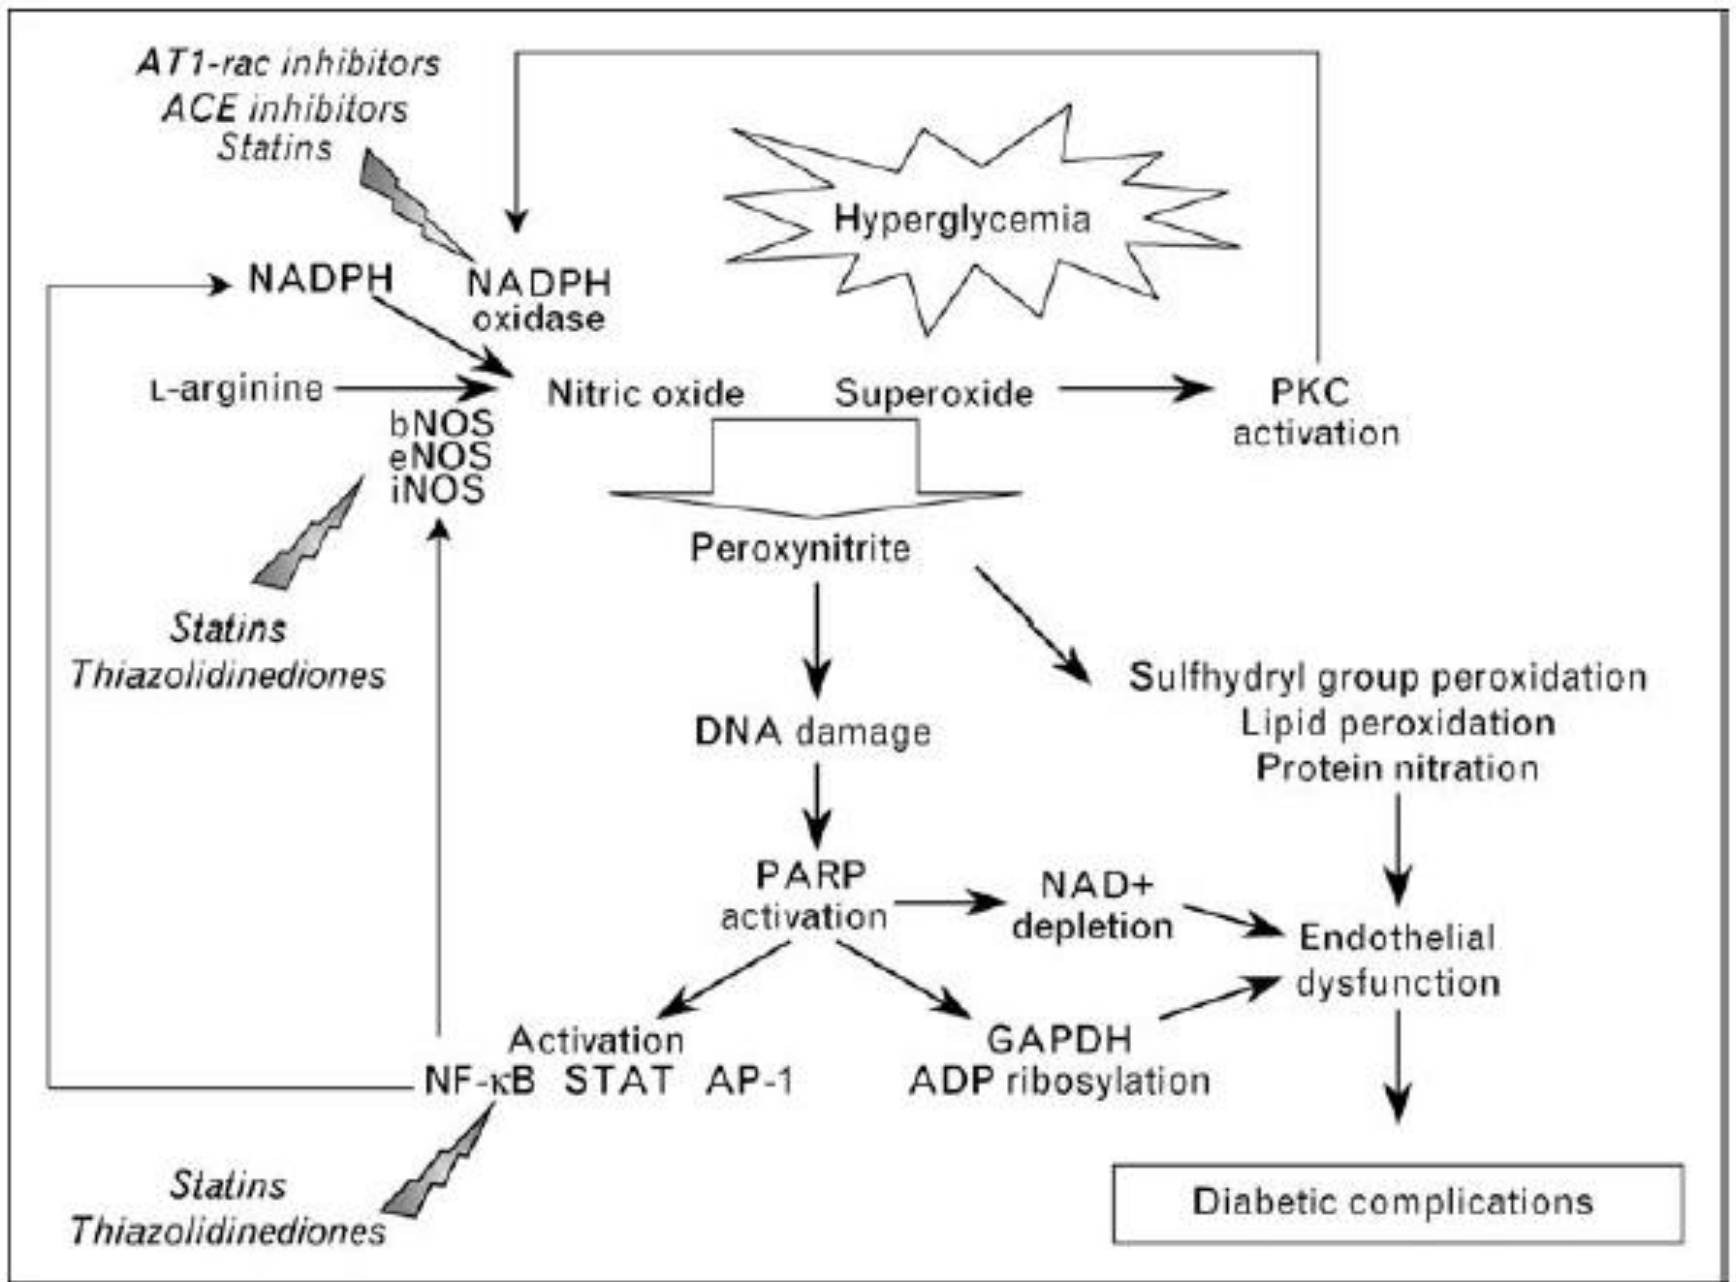 AT1-rac inhibitors
ACE inhibitors
Statins
Hyperglycemia
NADPH
NADPH
oxidase
L-arginine
Nitric oxide
Superoxide
PKC
activation
bNOS
eNOS
iNOS
Peroxynitrite
Statins
Thiazolidinediones
Sulfhydryl group peroxidation
Lipid peroxidation
Protein nitration
DNA damage
PARP
activation
NAD+
depletion
Endothelial
dysfunction
Activation
NF-κB STAT AP-1
GAPDH
ADP ribosylation
Statins
Thiazolidinediones
Diabetic complications